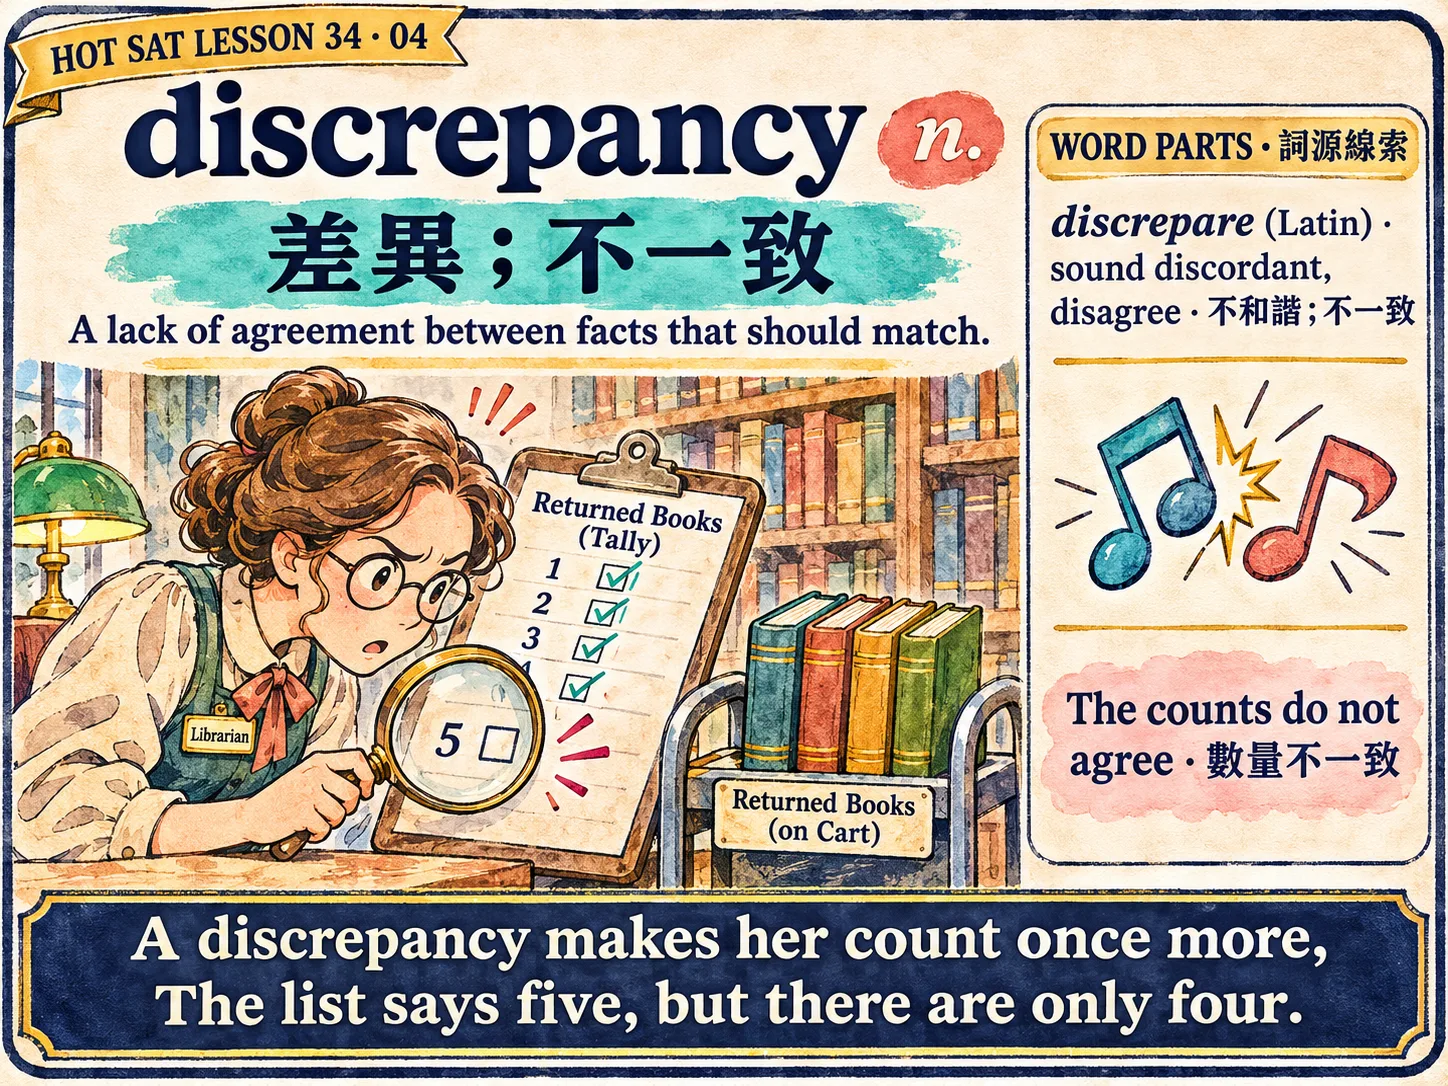 HOT SAT LESSON 34 · 04
discrepancy n.
差異；不一致
A lack of agreement between facts that should match.
WORD PARTS · 詞源線索
discrepare (Latin) ·
sound discordant,
disagree · 不和諧；不一致
The counts do not
agree · 數量不一致
Returned Books
(Tally)
1
2
3
5
Librarian
Returned Books
(on Cart)
A discrepancy makes her count once more,
The list says five, but there are only four.